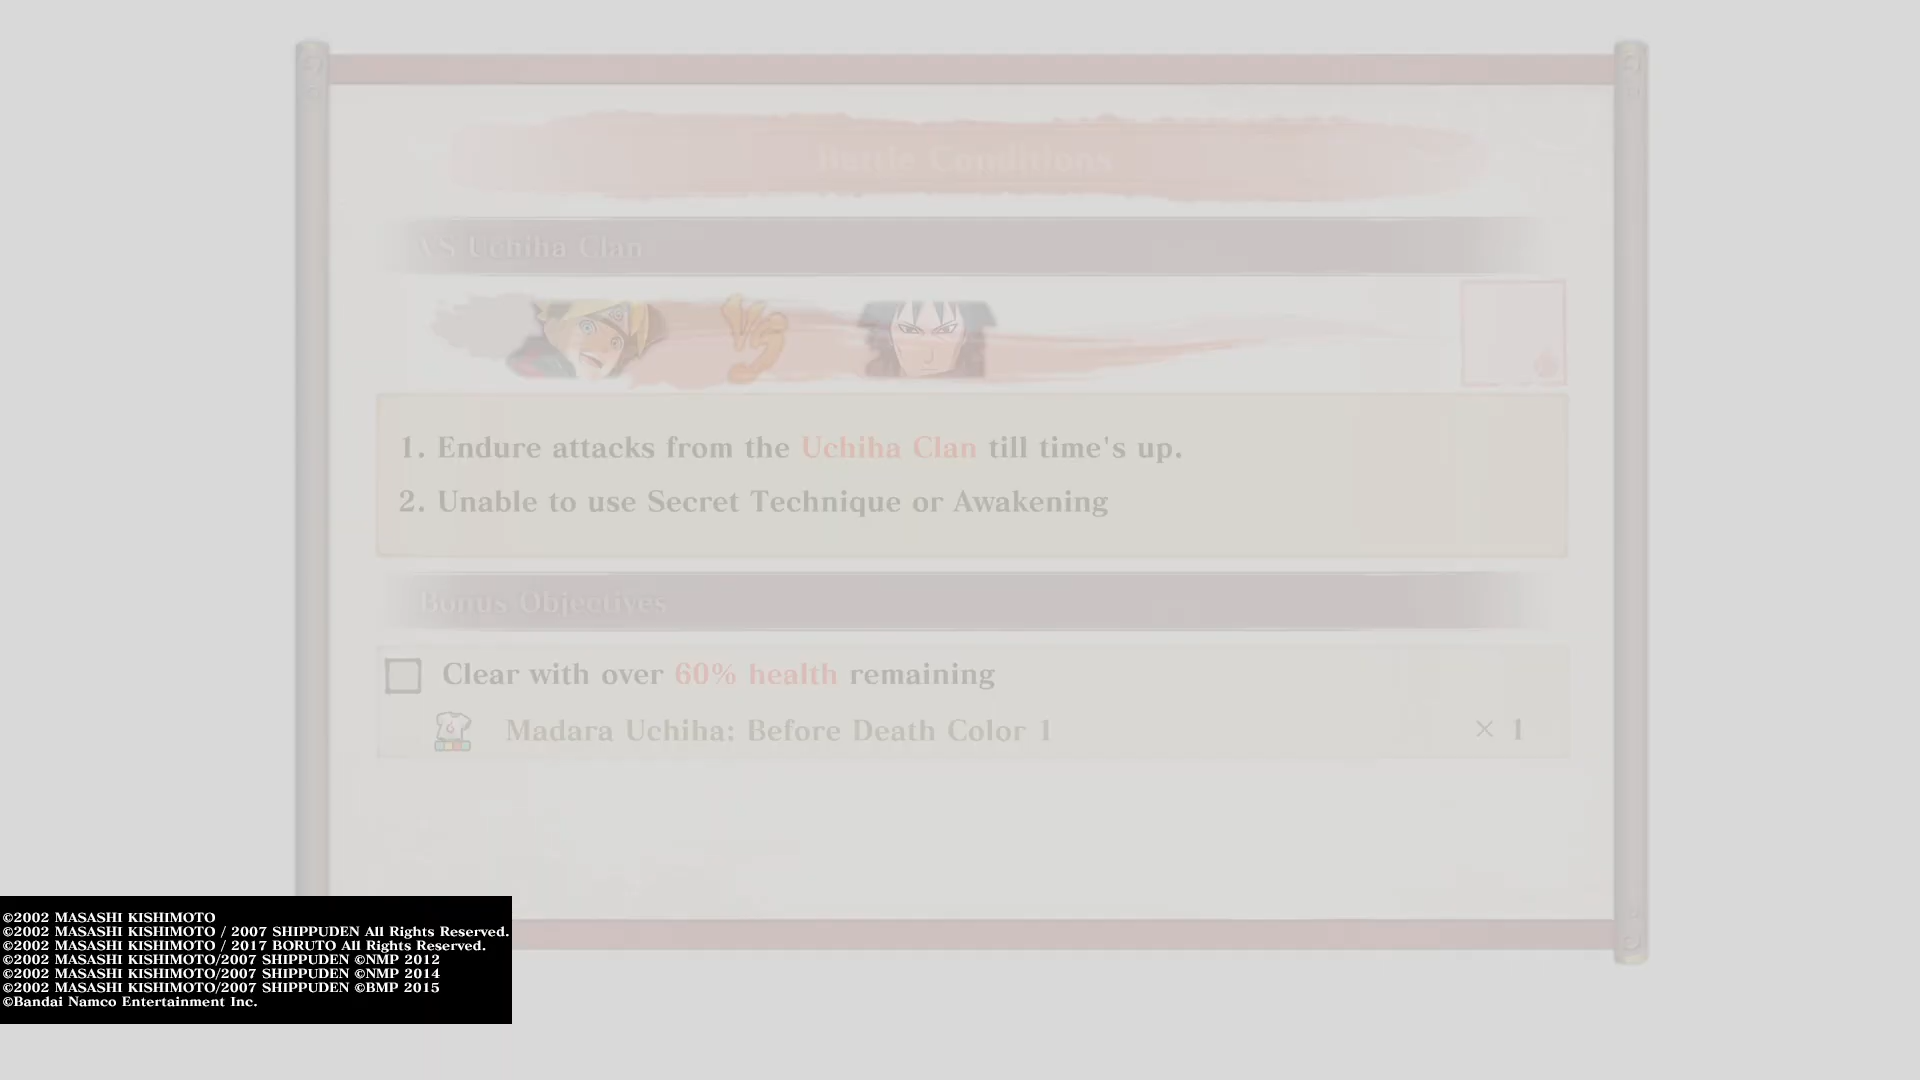 Battle Conditions
VS Uchiha Clan
VS
1. Endure attacks from the Uchiha Clan till time's up.
2. Unable to use Secret Technique or Awakening
Bonus Objectives
Clear with over 60% health remaining
Madara Uchiha: Before Death Color 1 × 1
©2002 MASASHI KISHIMOTO
©2002 MASASHI KISHIMOTO / 2007 SHIPPUDEN All Rights Reserved.
©2002 MASASHI KISHIMOTO / 2017 BORUTO All Rights Reserved.
©2002 MASASHI KISHIMOTO/2007 SHIPPUDEN ©NMP 2012
©2002 MASASHI KISHIMOTO/2007 SHIPPUDEN ©NMP 2014
©2002 MASASHI KISHIMOTO/2007 SHIPPUDEN ©BMP 2015
©Bandai Namco Entertainment Inc.